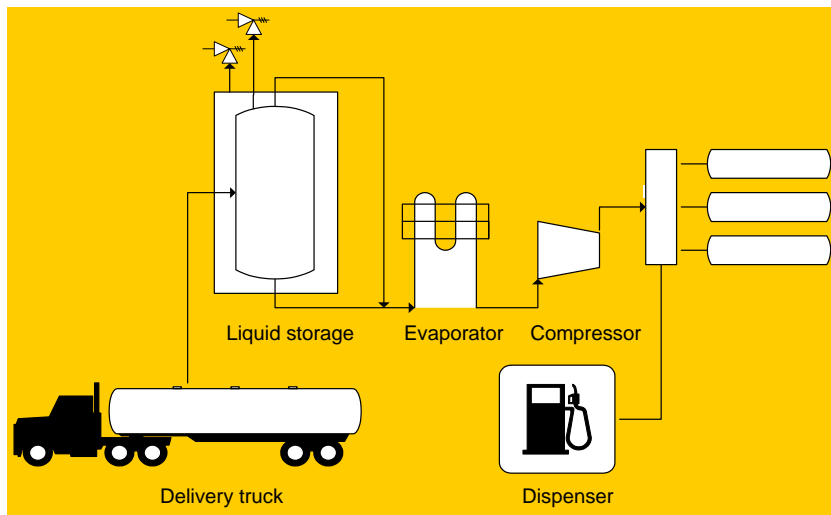 Liquid storage
Evaporator
Compressor
Delivery truck
Dispenser